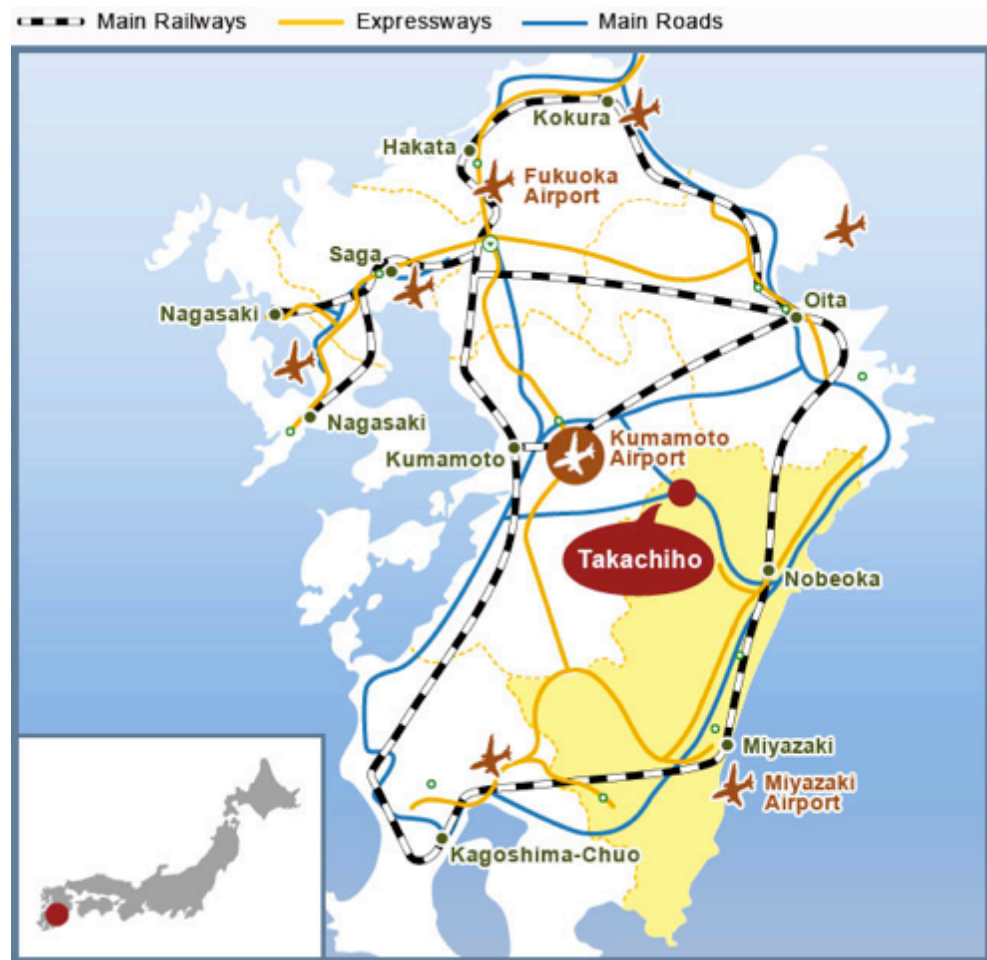 Main Railways
Expressways
Main Roads
Kokura
Hakata
Fukuoka
Airport
Saga
Nagasaki
Oita
Nagasaki
Kumamoto
Kumamoto
Airport
Takachiho
Nobeoka
Miyazaki
Miyazaki
Airport
Kagoshima-Chuo